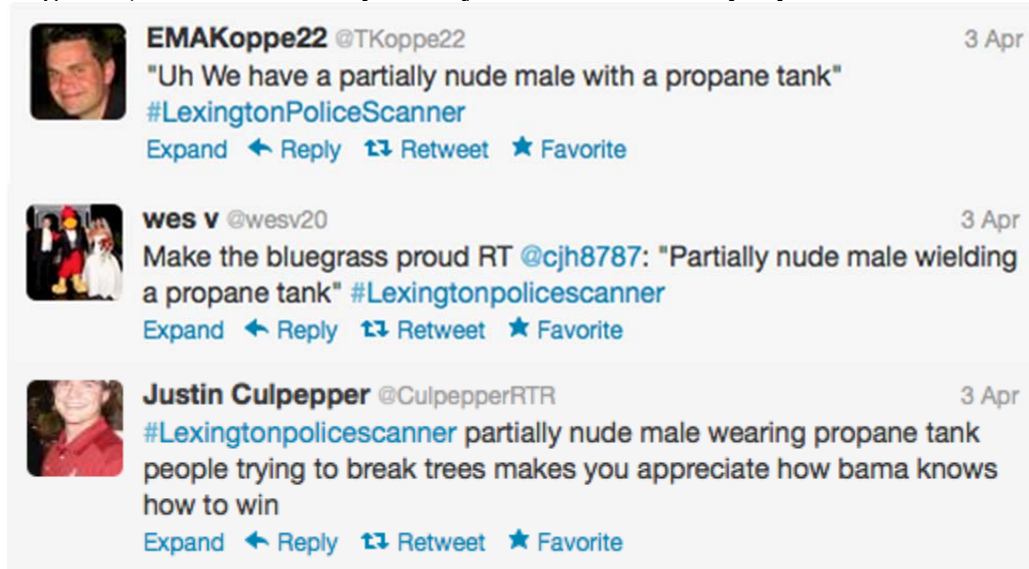 EMAKoppe22 @TKoppe22 3 Apr
"Uh We have a partially nude male with a propane tank"
#LexingtonPoliceScanner
Expand Reply Retweet Favorite
wes v @wesv20 3 Apr
Make the bluegrass proud RT @cjh8787: "Partially nude male wielding
a propane tank" #Lexingtonpolicescanner
Expand Reply Retweet Favorite
Justin Culpepper @CulpepperRTR 3 Apr
#Lexingtonpolicescanner partially nude male wearing propane tank
people trying to break trees makes you appreciate how bama knows
how to win
Expand Reply Retweet Favorite